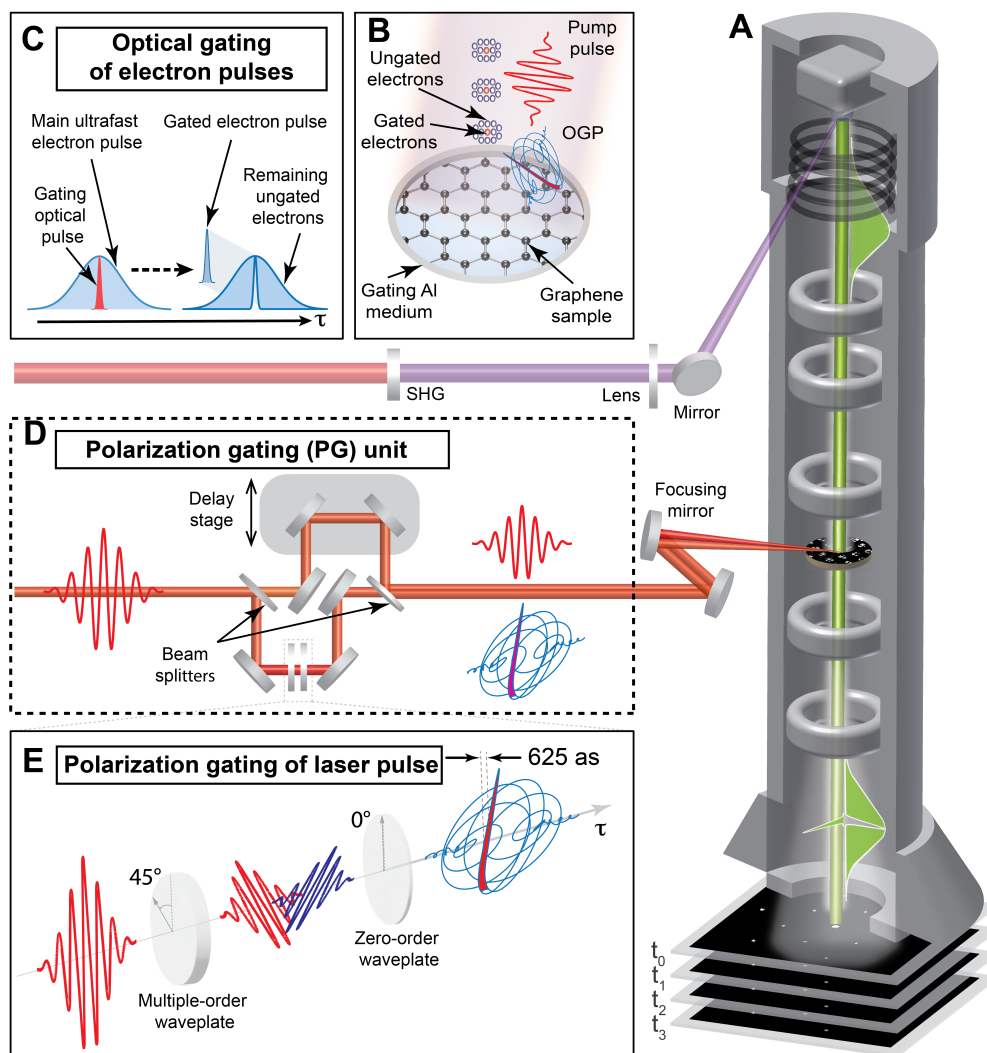 C
Optical gating
of electron pulses
Main ultrafast
electron pulse
Gated electron pulse
Gating
optical
pulse
Remaining
ungated
electrons
τ
B
Pump
pulse
Ungated
electrons
Gated
electrons
OGP
Gating Al
medium
Graphene
sample
A
SHG
Lens
Mirror
D
Polarization gating (PG) unit
Delay
stage
Focusing
mirror
Beam
splitters
E
Polarization gating of laser pulse
625 as
0°
τ
45°
Zero-order
waveplate
Multiple-order
waveplate
t0
t1
t2
t3